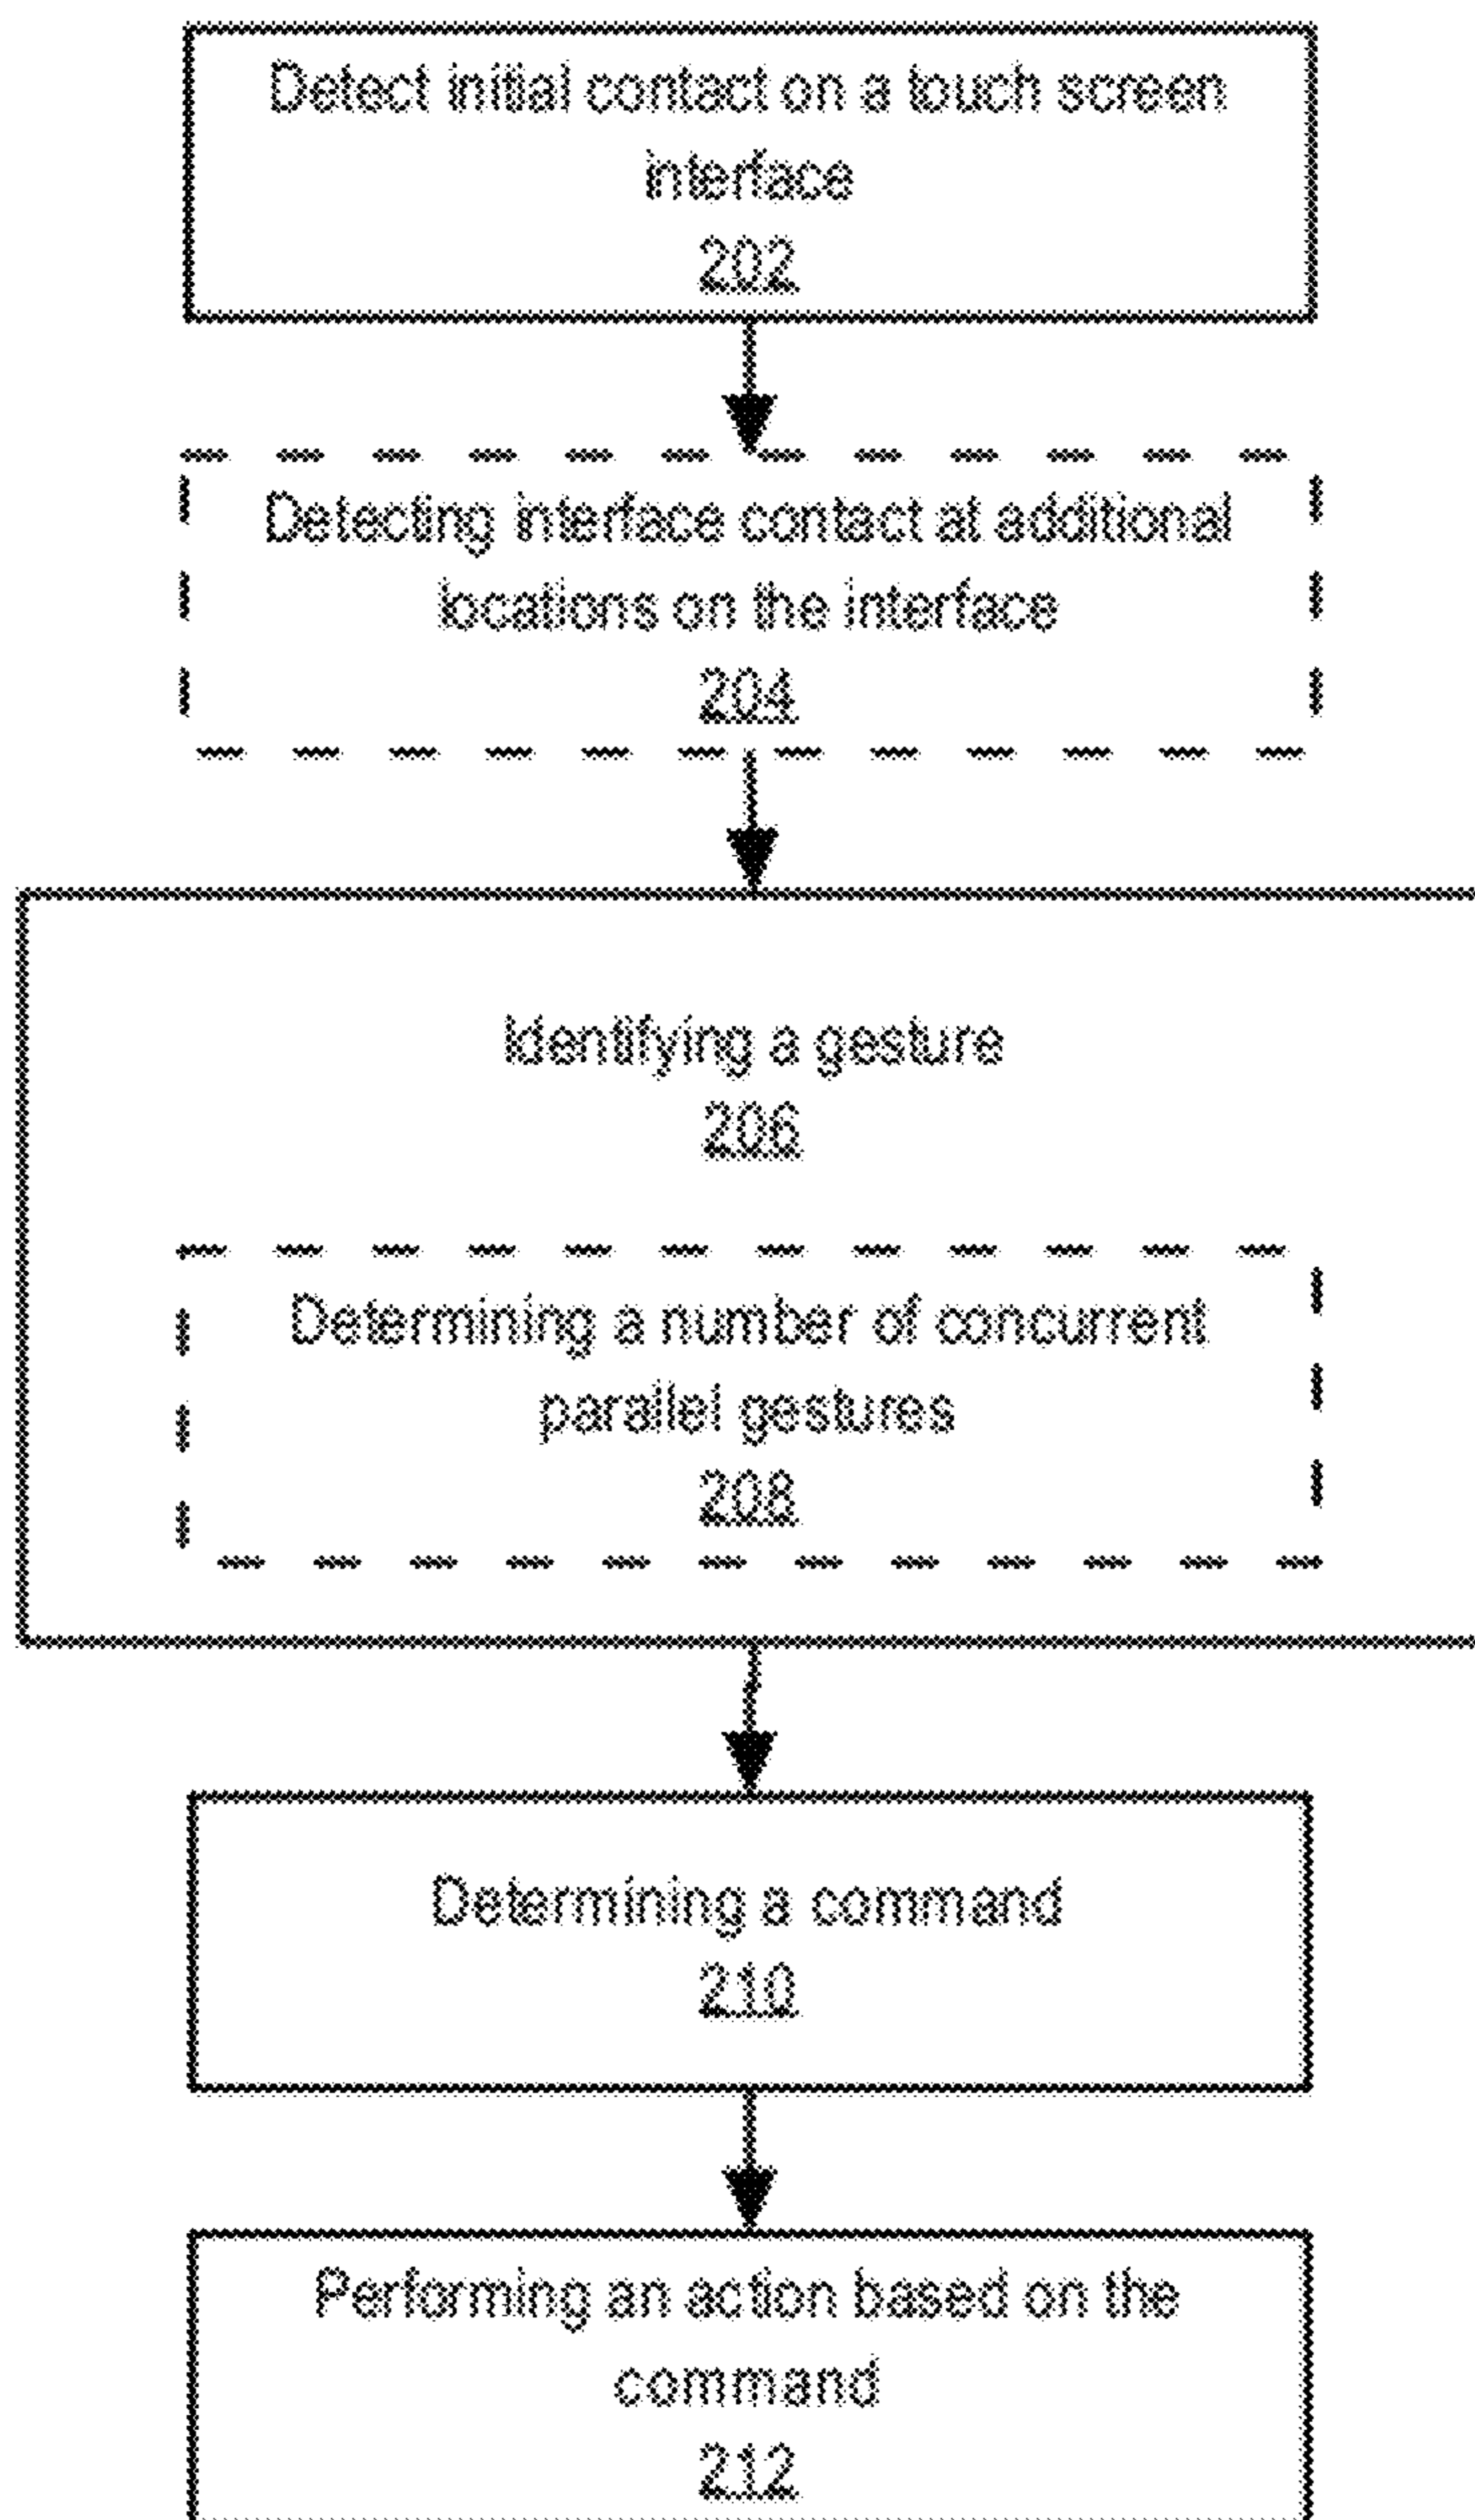 Detect initial contact on a touch screen
interface
202
Detecting interface contact at additional
locations on the interface
204
Identifying a gesture
206
Determining a number of concurrent
parallel gestures
208
Determining a command
210
Performing an action based on the
command
212